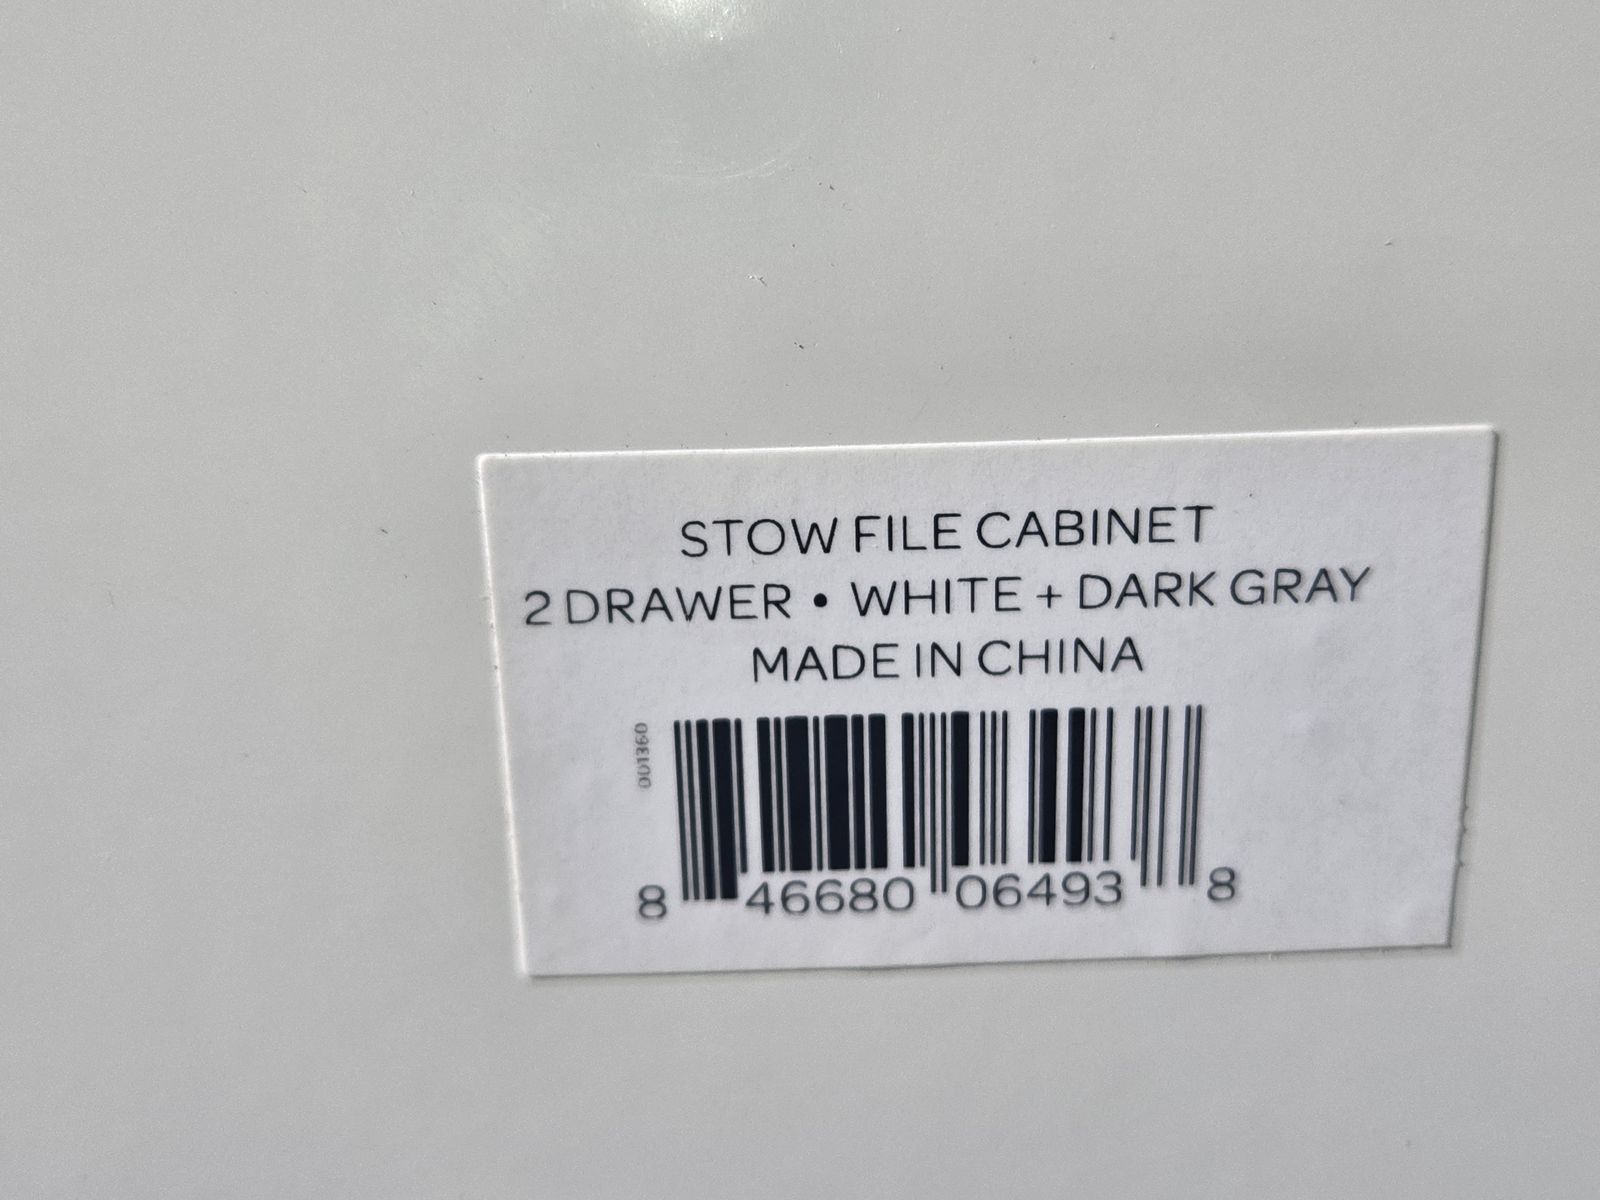 STOW FILE CABINET
2 DRAWER • WHITE + DARK GRAY
MADE IN CHINA
001360
8 46680 06493 8